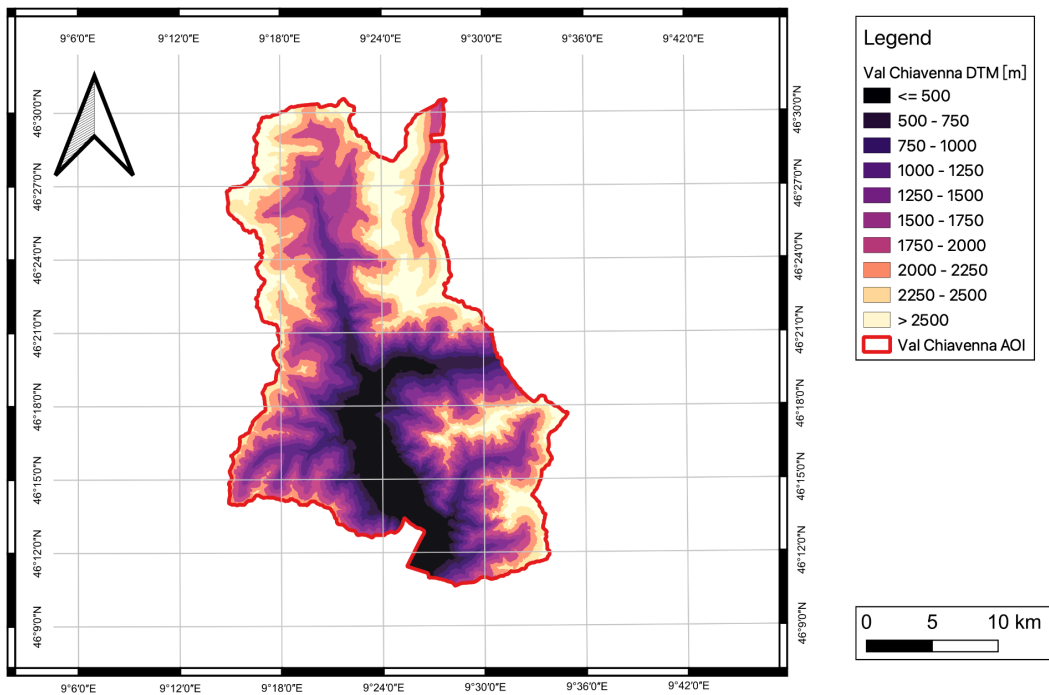 9°6'0"E 9°12'0"E 9°18'0"E 9°24'0"E 9°30'0"E 9°36'0"E 9°42'0"E
46°30'0"N 46°30'0"N
46°27'0"N 46°27'0"N
46°24'0"N 46°24'0"N
46°21'0"N 46°21'0"N
46°18'0"N 46°18'0"N
46°15'0"N 46°15'0"N
46°12'0"N 46°12'0"N
46°9'0"N 46°9'0"N
9°6'0"E 9°12'0"E 9°18'0"E 9°24'0"E 9°30'0"E 9°36'0"E 9°42'0"E
Legend
Val Chiavenna DTM [m]
<= 500
500 - 750
750 - 1000
1000 - 1250
1250 - 1500
1500 - 1750
1750 - 2000
2000 - 2250
2250 - 2500
> 2500
Val Chiavenna AOI
0 5 10 km